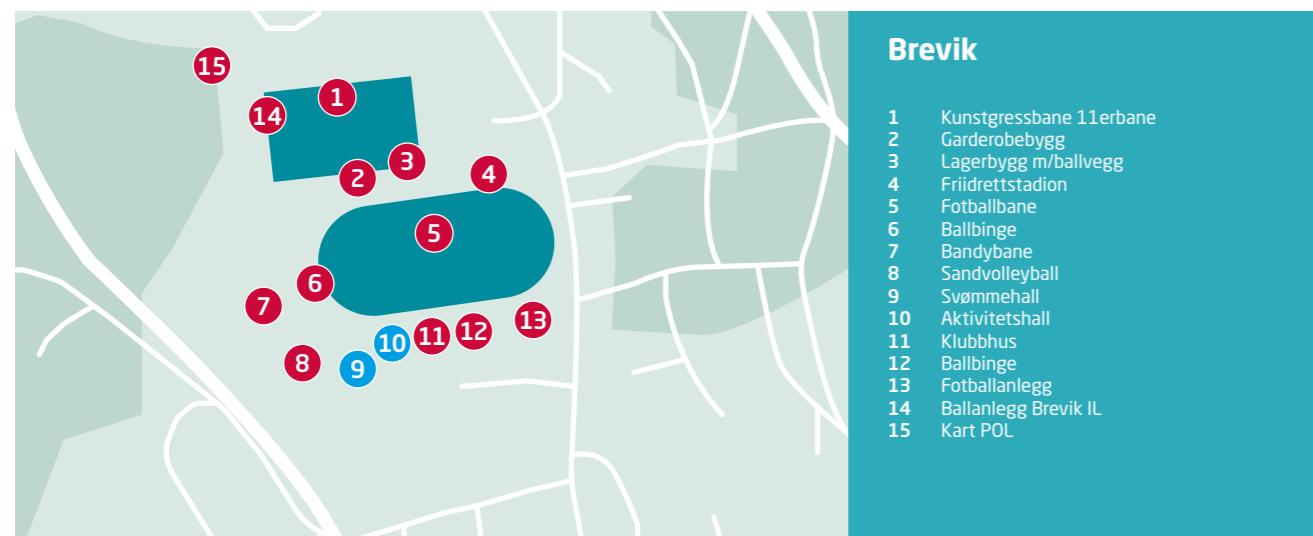 15
1
14
3
2
4
5
6
7
13
12
11
10
8
9
Brevik
1 Kunstgressbane 11erbane
2 Garderobebygg
3 Lagerbygg m/ballvegg
4 Friidrettstadion
5 Fotballbane
6 Ballbinge
7 Bandybane
8 Sandvolleyball
9 Svømmehall
10 Aktivitetshall
11 Klubbhus
12 Ballbinge
13 Fotballanlegg
14 Ballanlegg Brevik IL
15 Kart POL